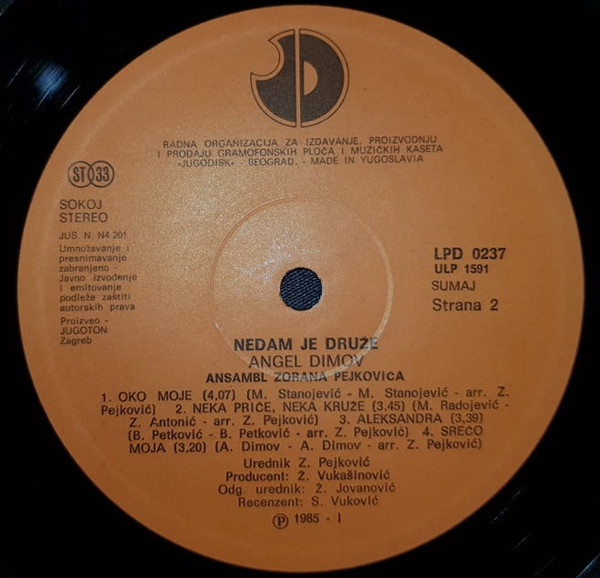 JD
RADNA ORGANIZACIJA ZA IZDAVANJE, PROIZVODNJU
I PRODAJU GRAMOFONSKIH PLOČA I MUZIČKIH KASETA
«JUGODISK» - BEOGRAD. - MADE IN YUGOSLAVIA
ST 33
SOKOJ
STEREO
JUS. N. N4 201
Umnožavanje i
presnimavanje
zabranjeno -
Javno izvođenje
i emitovanje
podleže zaštiti
autorskih prava
Proizveo -
JUGOTON
Zagreb
LPD 0237
ULP 1591
SUMAJ
Strana 2
NEDAM JE DRUŽE
ANGEL DIMOV
ANSAMBL ZORANA PEJKOVIĆA
1. OKO MOJE (4,07) (M. Stanojević - M. Stanojević - arr. Z.
Pejković) 2. NEKA PRIČE, NEKA KRUŽE (3,45) (M. Radojević -
Z. Antonić - arr. Z. Pejković) 3. ALEKSANDRA (3,39)
(B. Petković - B. Petković - arr. Z. Pejković) 4. SREĆO
MOJA (3,20) (A. Dimov - A. Dimov - arr. Z. Pejković)
Urednik Z. Pejković
Producent: Ž. Vukašinović
Odg. urednik: Ž. Jovanović
Recenzent: S. Vuković
Ⓟ 1985 - I